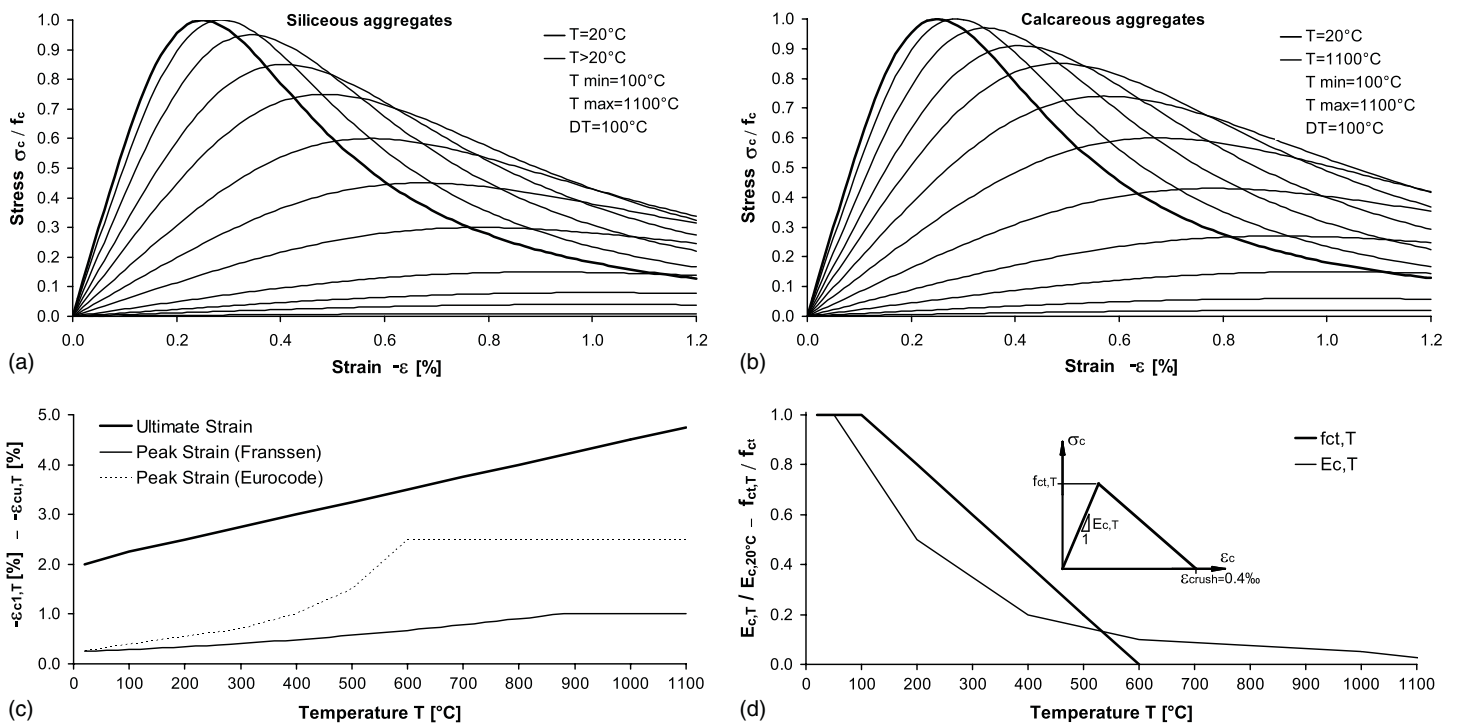 Siliceous aggregates
Stress σc / fc
1.0
0.9
0.8
0.7
0.6
0.5
0.4
0.3
0.2
0.1
0.0
T=20°C
T>20°C
T min=100°C
T max=1100°C
DT=100°C
0.0 0.2 0.4 0.6 0.8 1.0 1.2
Strain -ε [%]
(a)
Calcareous aggregates
Stress σc / fc
1.0
0.9
0.8
0.7
0.6
0.5
0.4
0.3
0.2
0.1
0.0
T=20°C
T=1100°C
T min=100°C
T max=1100°C
DT=100°C
0.0 0.2 0.4 0.6 0.8 1.0 1.2
Strain -ε [%]
(b)
-εc1,T [%] – -εcu,T [%]
5.0
4.0
3.0
2.0
1.0
0.0
Ultimate Strain
Peak Strain (Franssen)
Peak Strain (Eurocode)
0 100 200 300 400 500 600 700 800 900 1000 1100
Temperature T [°C]
(c)
Ec,T / Ec,20°C – fct,T / fct
1.0
0.8
0.6
0.4
0.2
0.0
σc
fct,T
Ec,T
1
εc
εcrush=0.4‰
fct,T
Ec,T
0 100 200 300 400 500 600 700 800 900 1000 1100
Temperature T [°C]
(d)